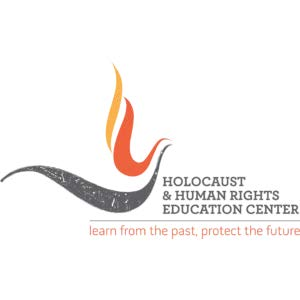 HOLOCAUST
& HUMAN RIGHTS
EDUCATION CENTER
learn from the past, protect the future